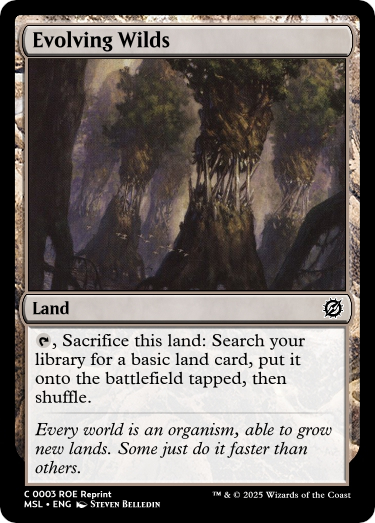 Evolving Wilds
Land
, Sacrifice this land: Search your
library for a basic land card, put it
onto the battlefield tapped, then
shuffle.
Every world is an organism, able to grow
new lands. Some just do it faster than
others.
C 0003 ROE Reprint
MSL • ENG Steven Belledin
™ & © 2025 Wizards of the Coast